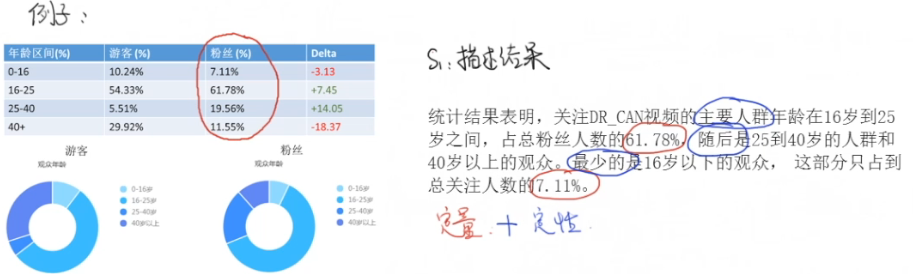 例子：
年龄区间(%) 游客(%) 粉丝(%) Delta
0-16 10.24% 7.11% -3.13
16-25 54.33% 61.78% +7.45
25-40 5.51% 19.56% +14.05
40+ 29.92% 11.55% -18.37
游客
观众年龄
0-16岁
16-25岁
25-40岁
40岁以上
粉丝
观众年龄
0-16岁
16-25岁
25-40岁
40岁以上
S1：描述结果
统计结果表明，关注DR_CAN视频的主要人群年龄在16岁到25
岁之间，占总粉丝人数的61.78%，随后是25到40岁的人群和
40岁以上的观众。最少的是16岁以下的观众， 这部分只占到
总关注人数的7.11%。
定量 + 定性.